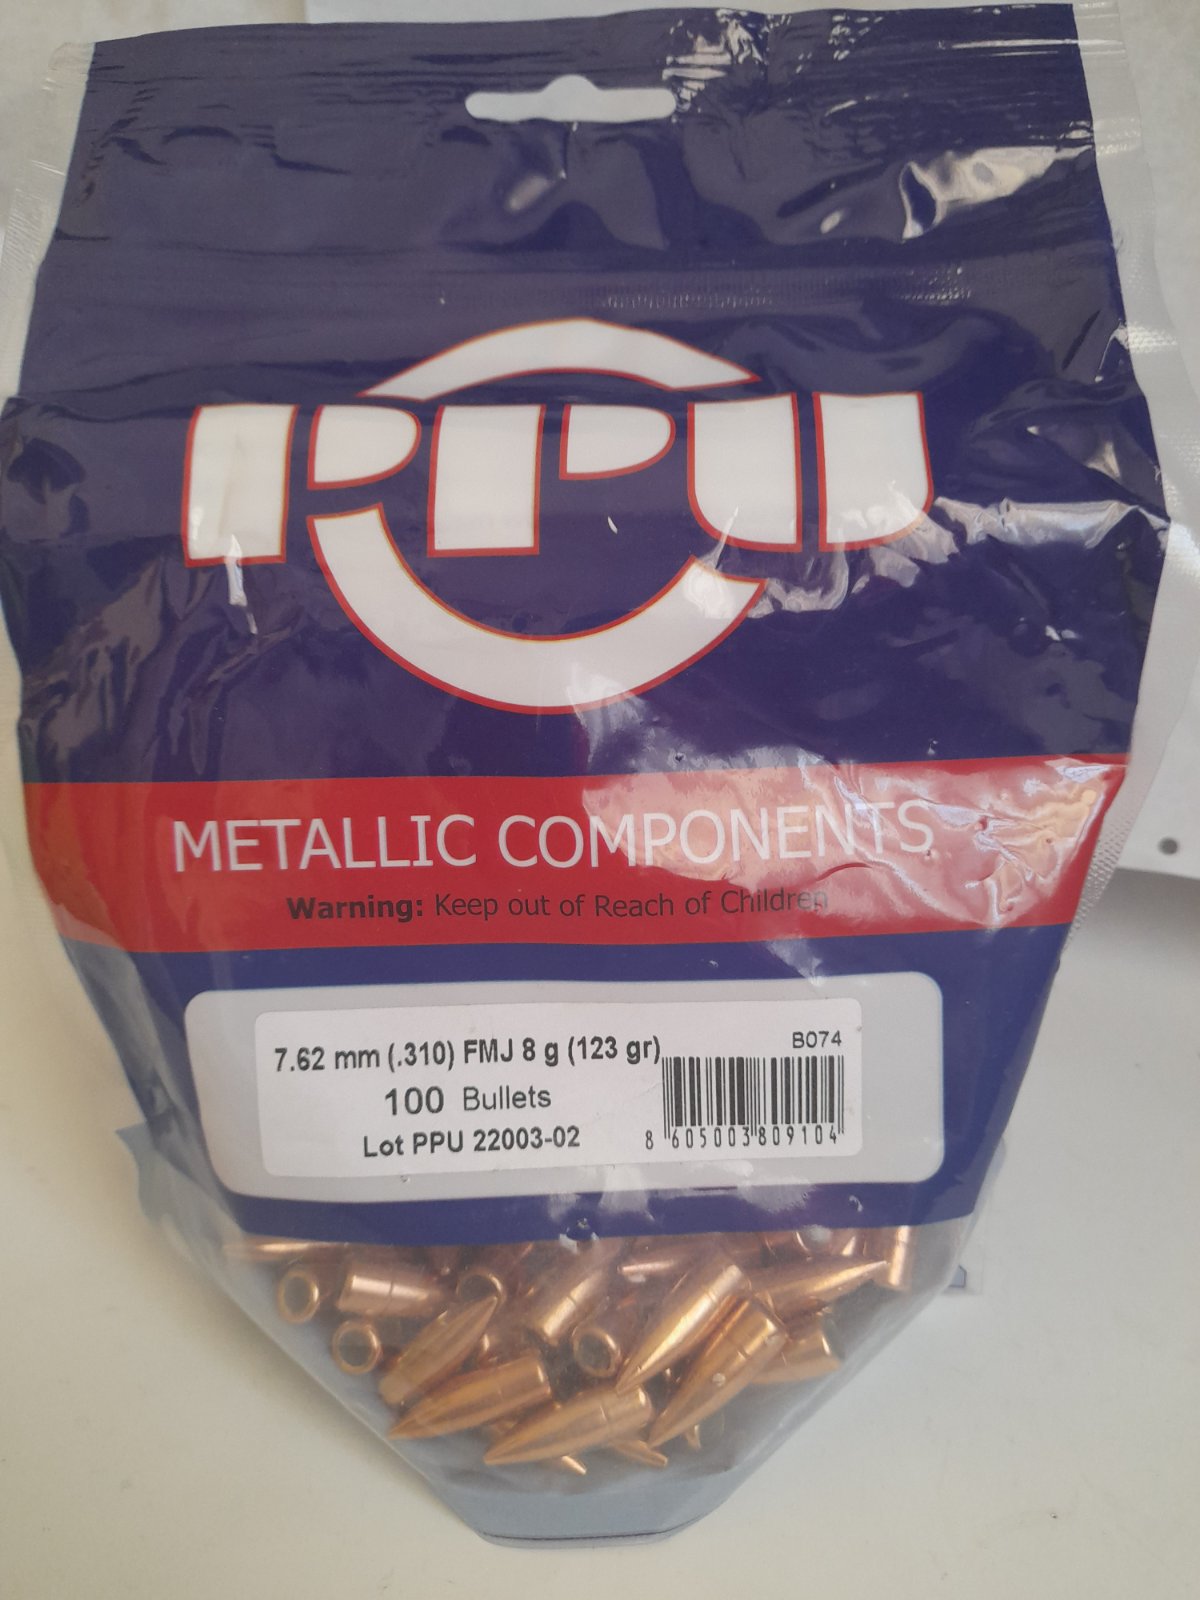 PPU
METALLIC COMPONENTS
Warning: Keep out of Reach of Children
7.62 mm (.310) FMJ 8 g (123 gr)
B074
100 Bullets
Lot PPU 22003-02
8 605003 809104